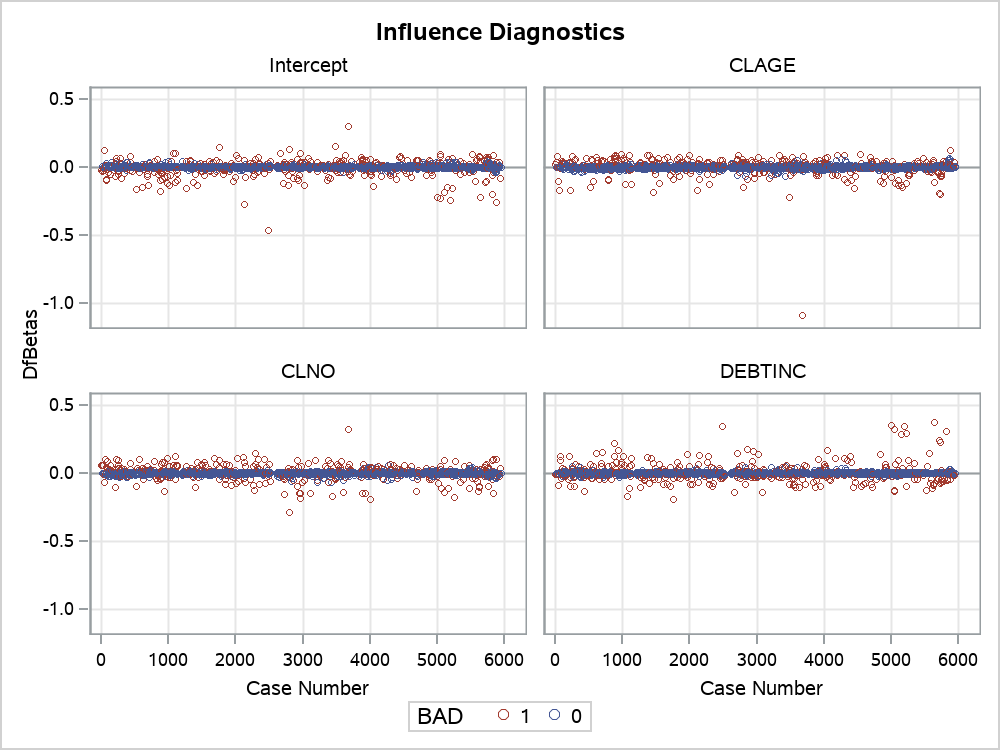 Influence Diagnostics
Intercept
CLAGE
0.5
0.0
-0.5
-1.0
DfBetas
CLNO
DEBTINC
0.5
0.0
-0.5
-1.0
0 1000 2000 3000 4000 5000 6000
0 1000 2000 3000 4000 5000 6000
Case Number
Case Number
BAD 1 0